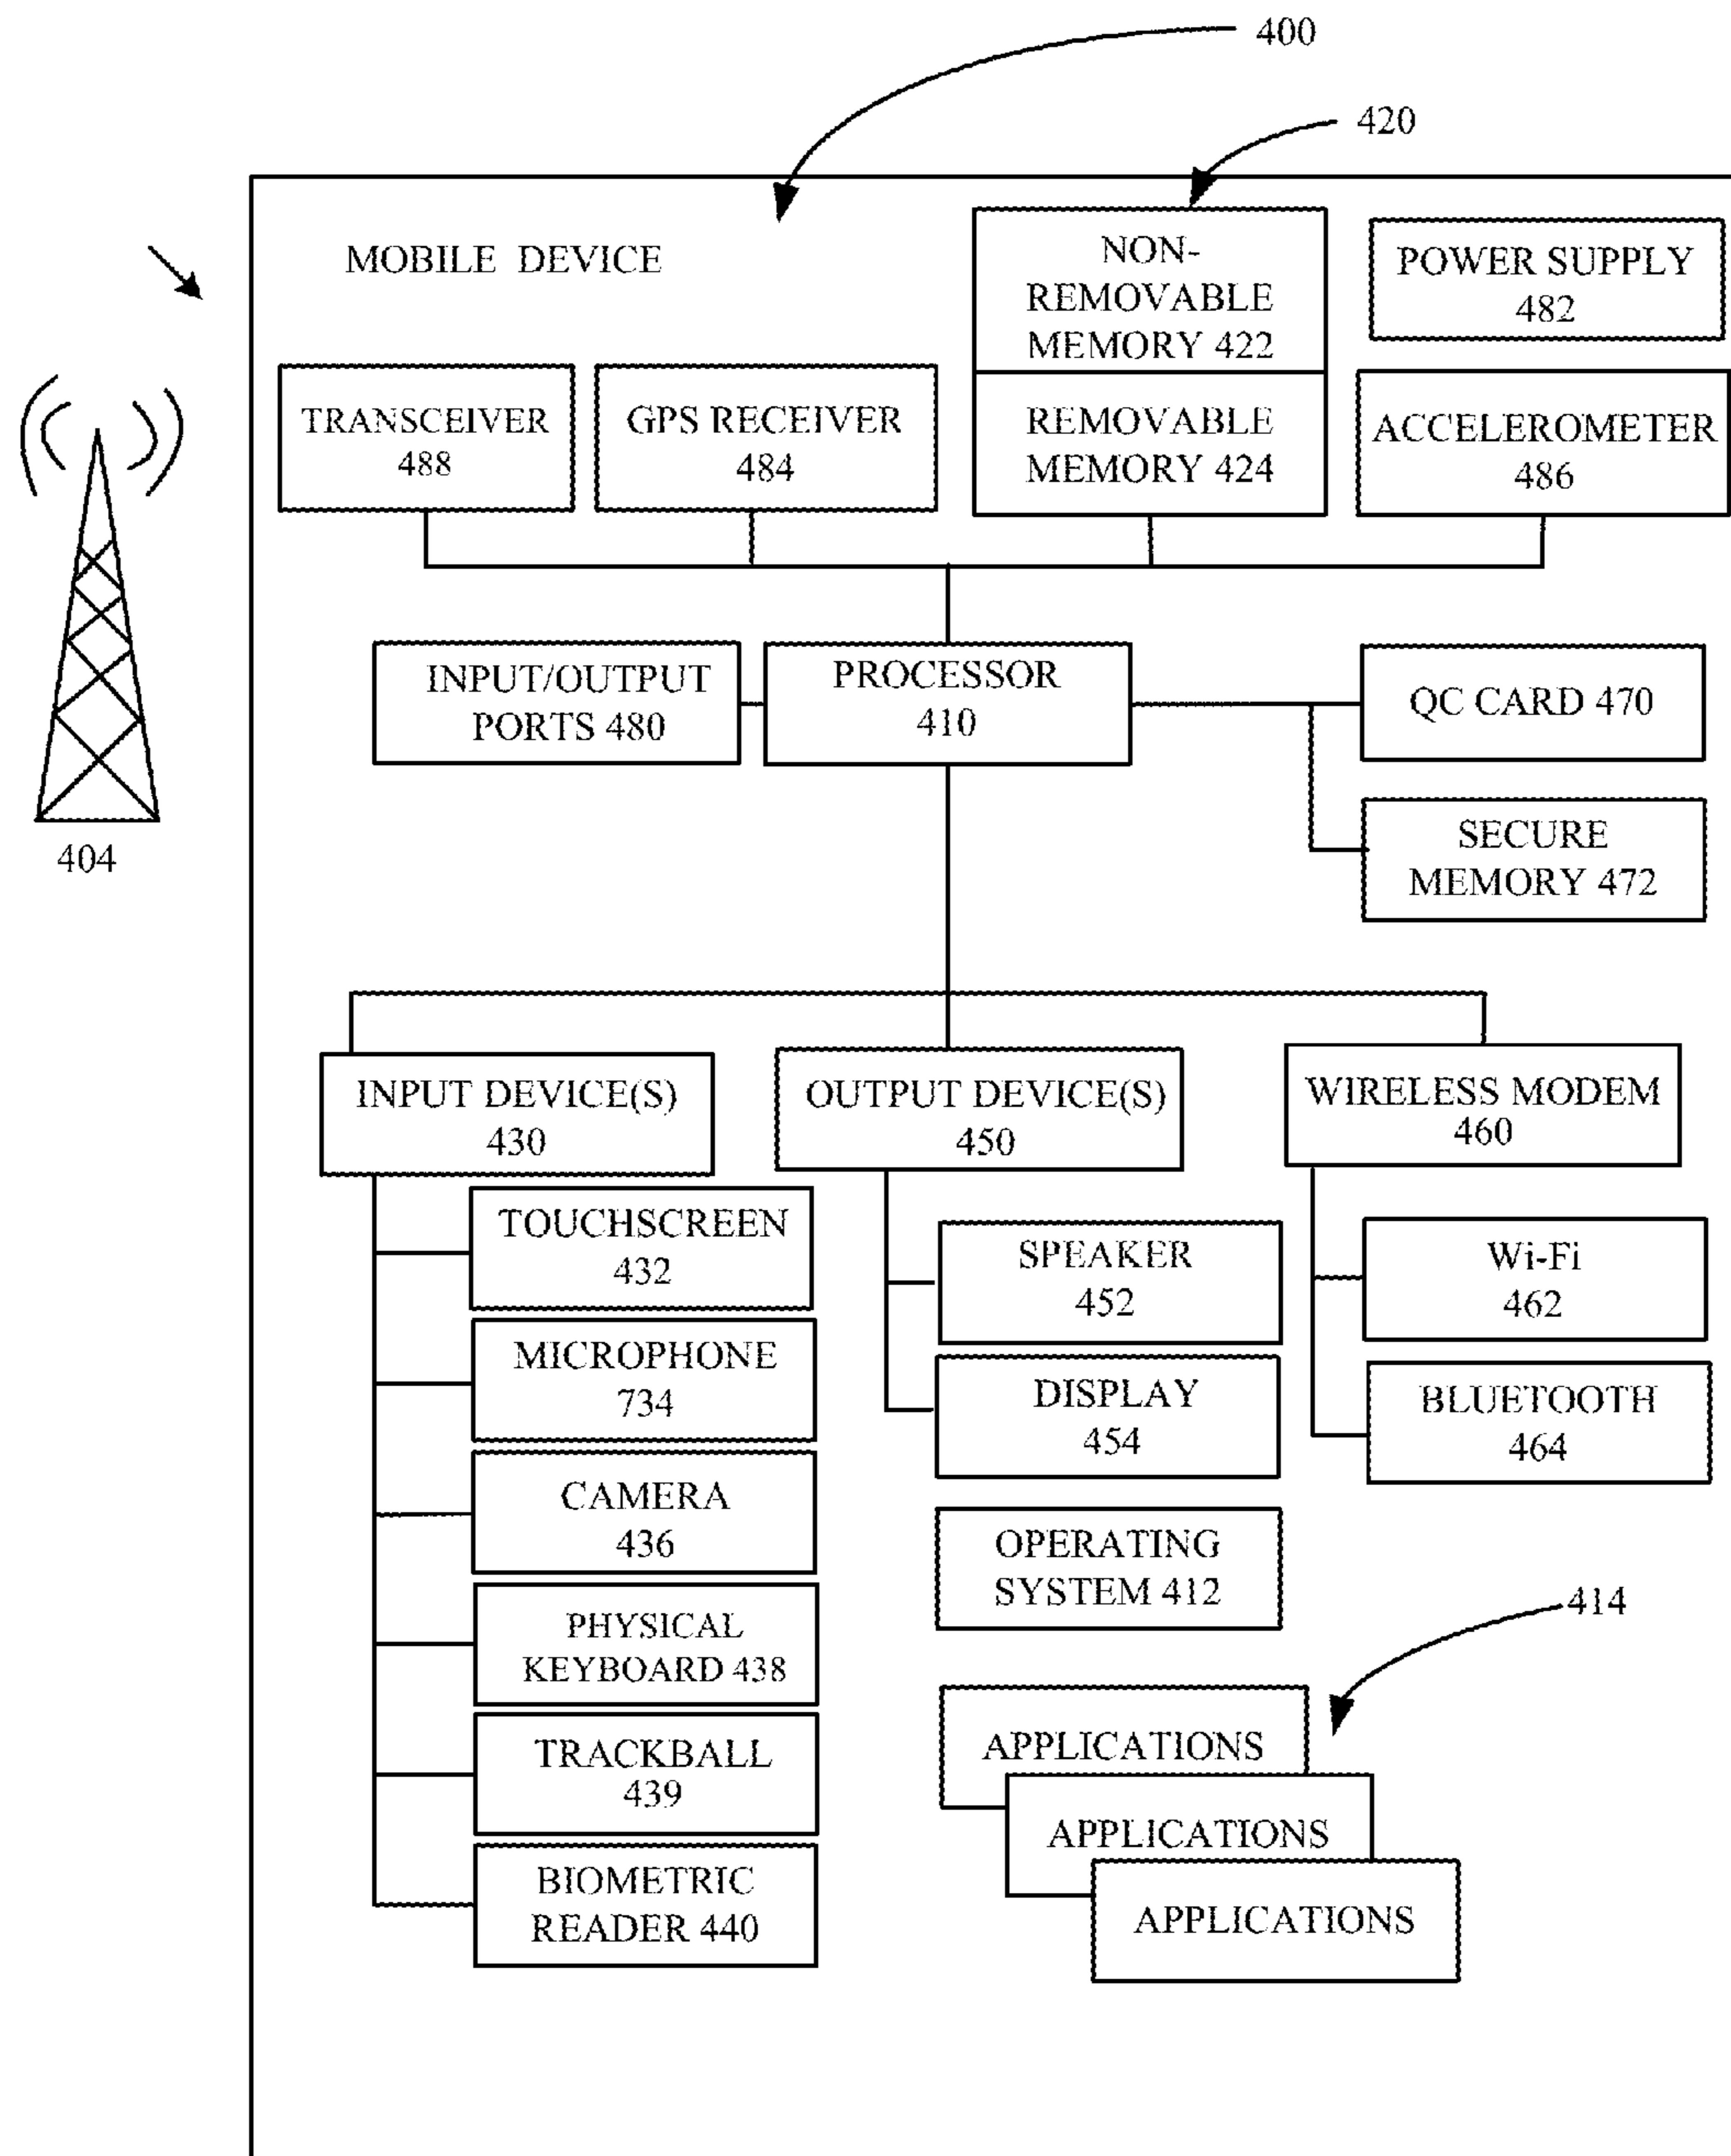 400
420
MOBILE DEVICE
NON-
REMOVABLE
MEMORY 422
POWER SUPPLY
482
TRANSCEIVER
488
GPS RECEIVER
484
REMOVABLE
MEMORY 424
ACCELEROMETER
486
INPUT/OUTPUT
PORTS 480
PROCESSOR
410
QC CARD 470
SECURE
MEMORY 472
404
INPUT DEVICE(S)
430
OUTPUT DEVICE(S)
450
WIRELESS MODEM
460
TOUCHSCREEN
432
SPEAKER
452
Wi-Fi
462
MICROPHONE
734
DISPLAY
454
BLUETOOTH
464
CAMERA
436
OPERATING
SYSTEM 412
414
PHYSICAL
KEYBOARD 438
TRACKBALL
439
APPLICATIONS
APPLICATIONS
APPLICATIONS
BIOMETRIC
READER 440